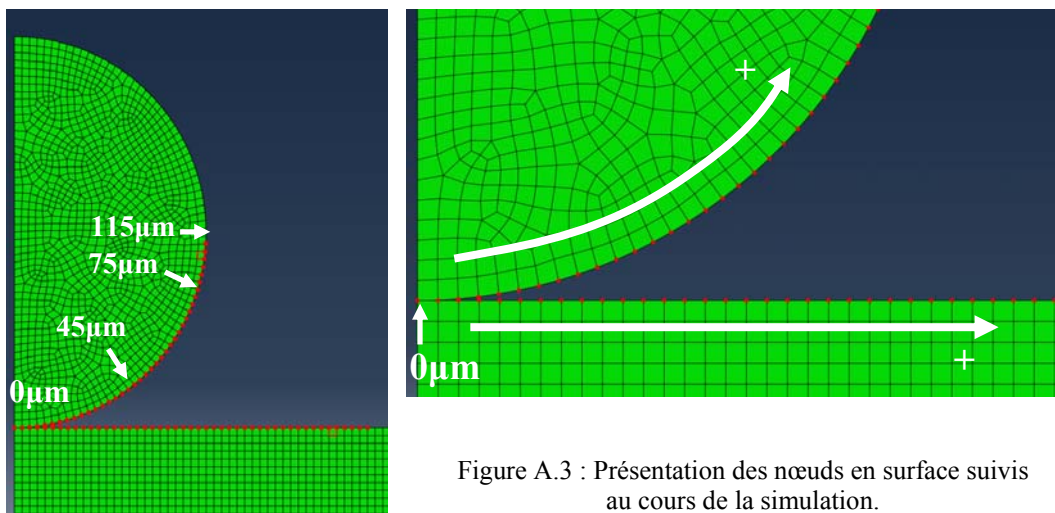 115µm
75µm
45µm
0µm
+
0µm
+
Figure A.3 : Présentation des nœuds en surface suivis
au cours de la simulation.